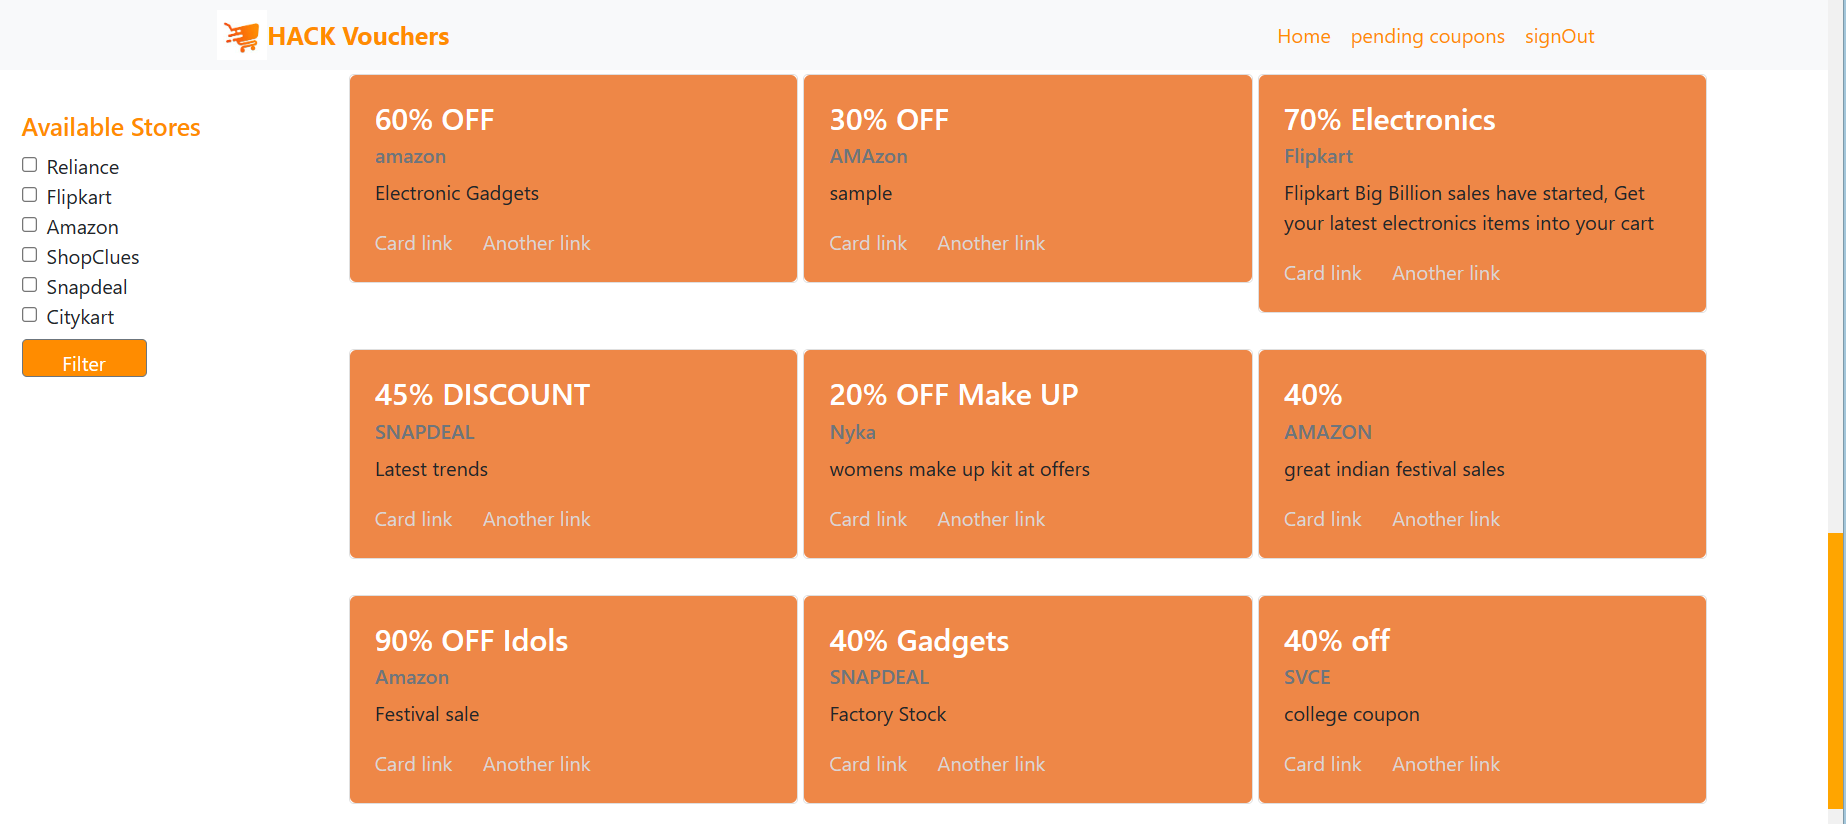 HACK Vouchers
Home pending coupons signOut
Available Stores
Reliance
Flipkart
Amazon
ShopClues
Snapdeal
Citykart
Filter
60% OFF
amazon
Electronic Gadgets
Card link Another link
30% OFF
AMAzon
sample
Card link Another link
70% Electronics
Flipkart
Flipkart Big Billion sales have started, Get
your latest electronics items into your cart
Card link Another link
45% DISCOUNT
SNAPDEAL
Latest trends
Card link Another link
20% OFF Make UP
Nyka
womens make up kit at offers
Card link Another link
40%
AMAZON
great indian festival sales
Card link Another link
90% OFF Idols
Amazon
Festival sale
Card link Another link
40% Gadgets
SNAPDEAL
Factory Stock
Card link Another link
40% off
SVCE
college coupon
Card link Another link